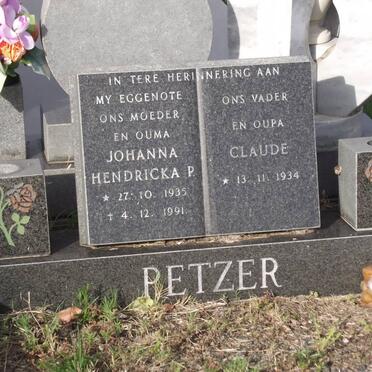 IN TERE HERINNERING AAN
MY EGGENOTE
ONS MOEDER
EN OUMA
JOHANNA
HENDRICKA P.
★ 27. 10. 1935
† 4. 12. 1991.
ONS VADER
EN OUPA
CLAUDE
★ 13. 11. 1934
PETZER